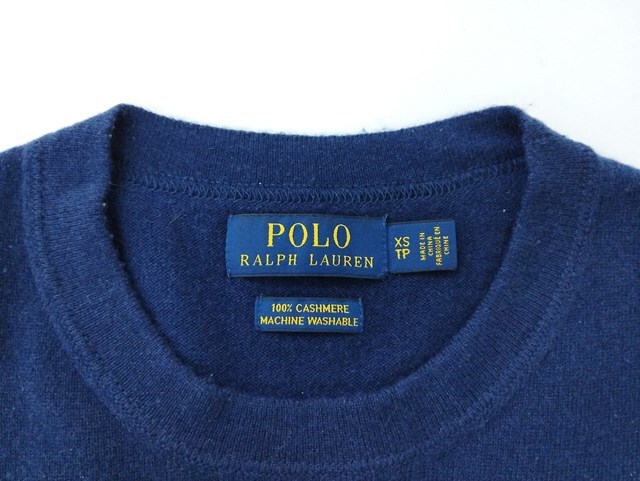 POLO
RALPH LAUREN
XS
TP
MADE IN
CHINA
FABRIQUÉ EN
CHINE
100% CASHMERE
MACHINE WASHABLE